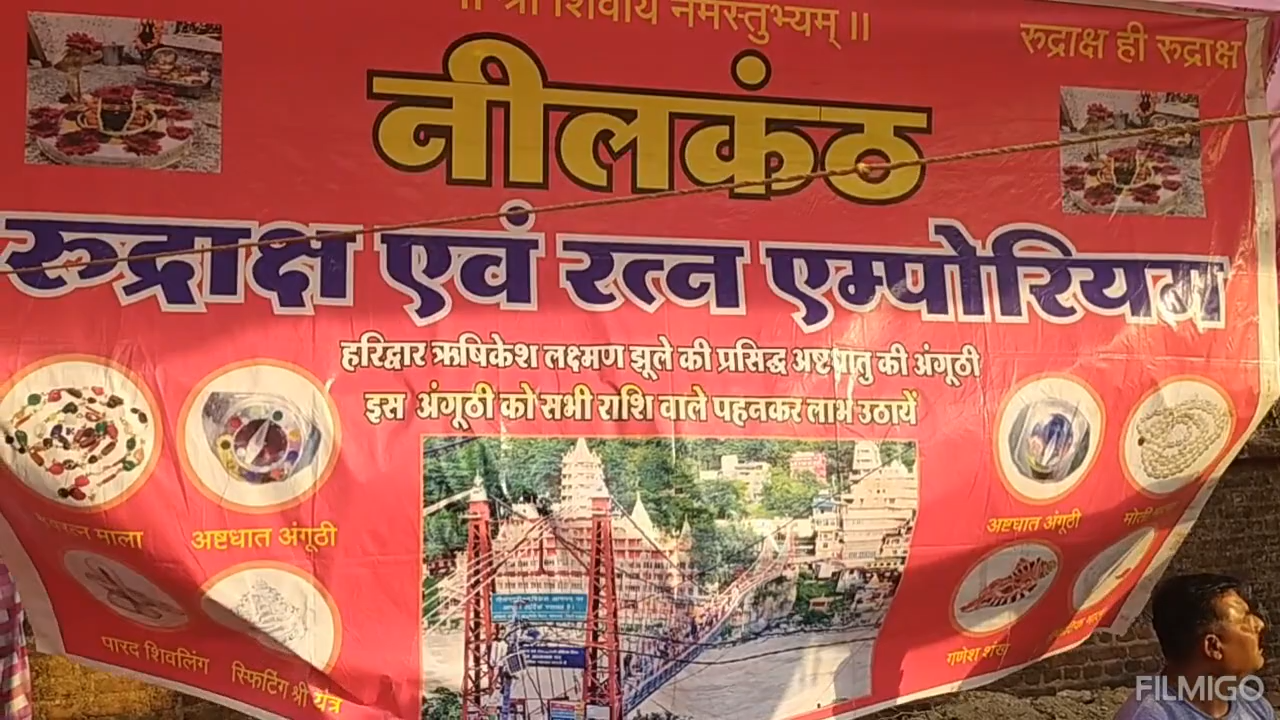 ॥ श्री शिवाय नमस्तुभ्यम् ॥
रुद्राक्ष ही रुद्राक्ष
नीलकंठ
रुद्राक्ष एवं रत्न एम्पोरियम
हरिद्वार ऋषिकेश लक्ष्मण झूले की प्रसिद्ध अष्टधातु की अंगूठी
इस अंगूठी को सभी राशि वाले पहनकर लाभ उठायें
नवरत्न माला
अष्टधात अंगूठी
अष्टधात अंगूठी
मोती
पारद शिवलिंग
स्फिटिंग श्री यंत्र
गणेश शंख
FILMIGO